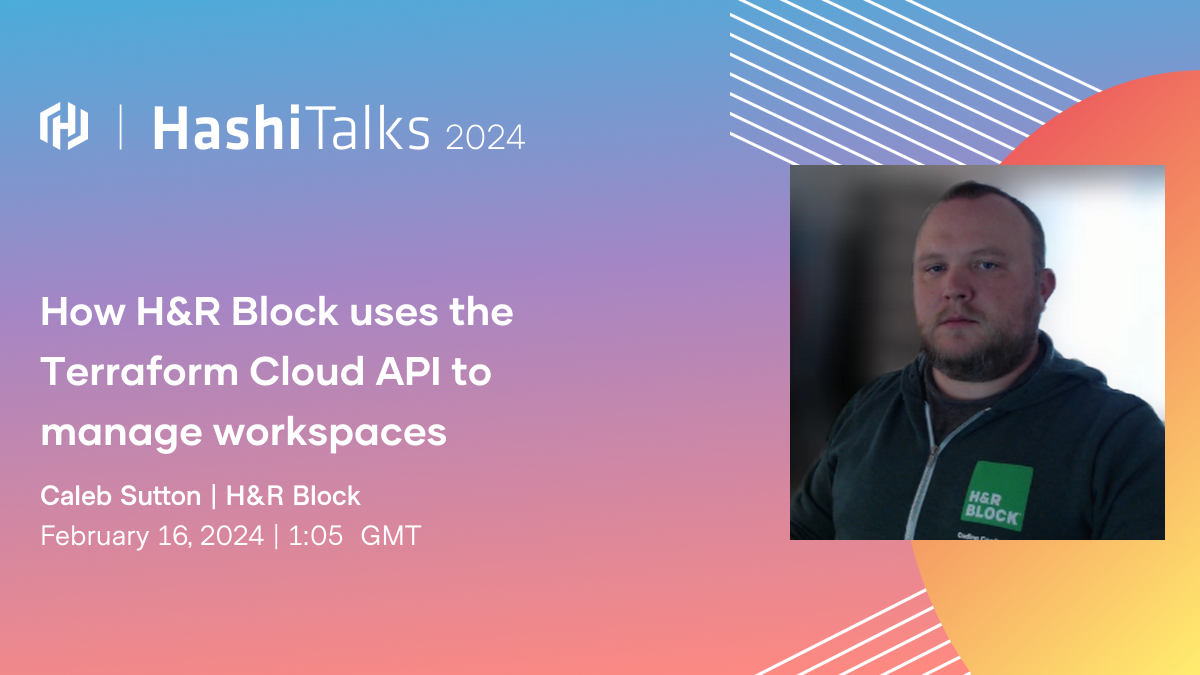 HashiTalks 2024
How H&R Block uses the
Terraform Cloud API to
manage workspaces
Caleb Sutton | H&R Block
February 16, 2024 | 1:05 GMT
H&R
BLOCK